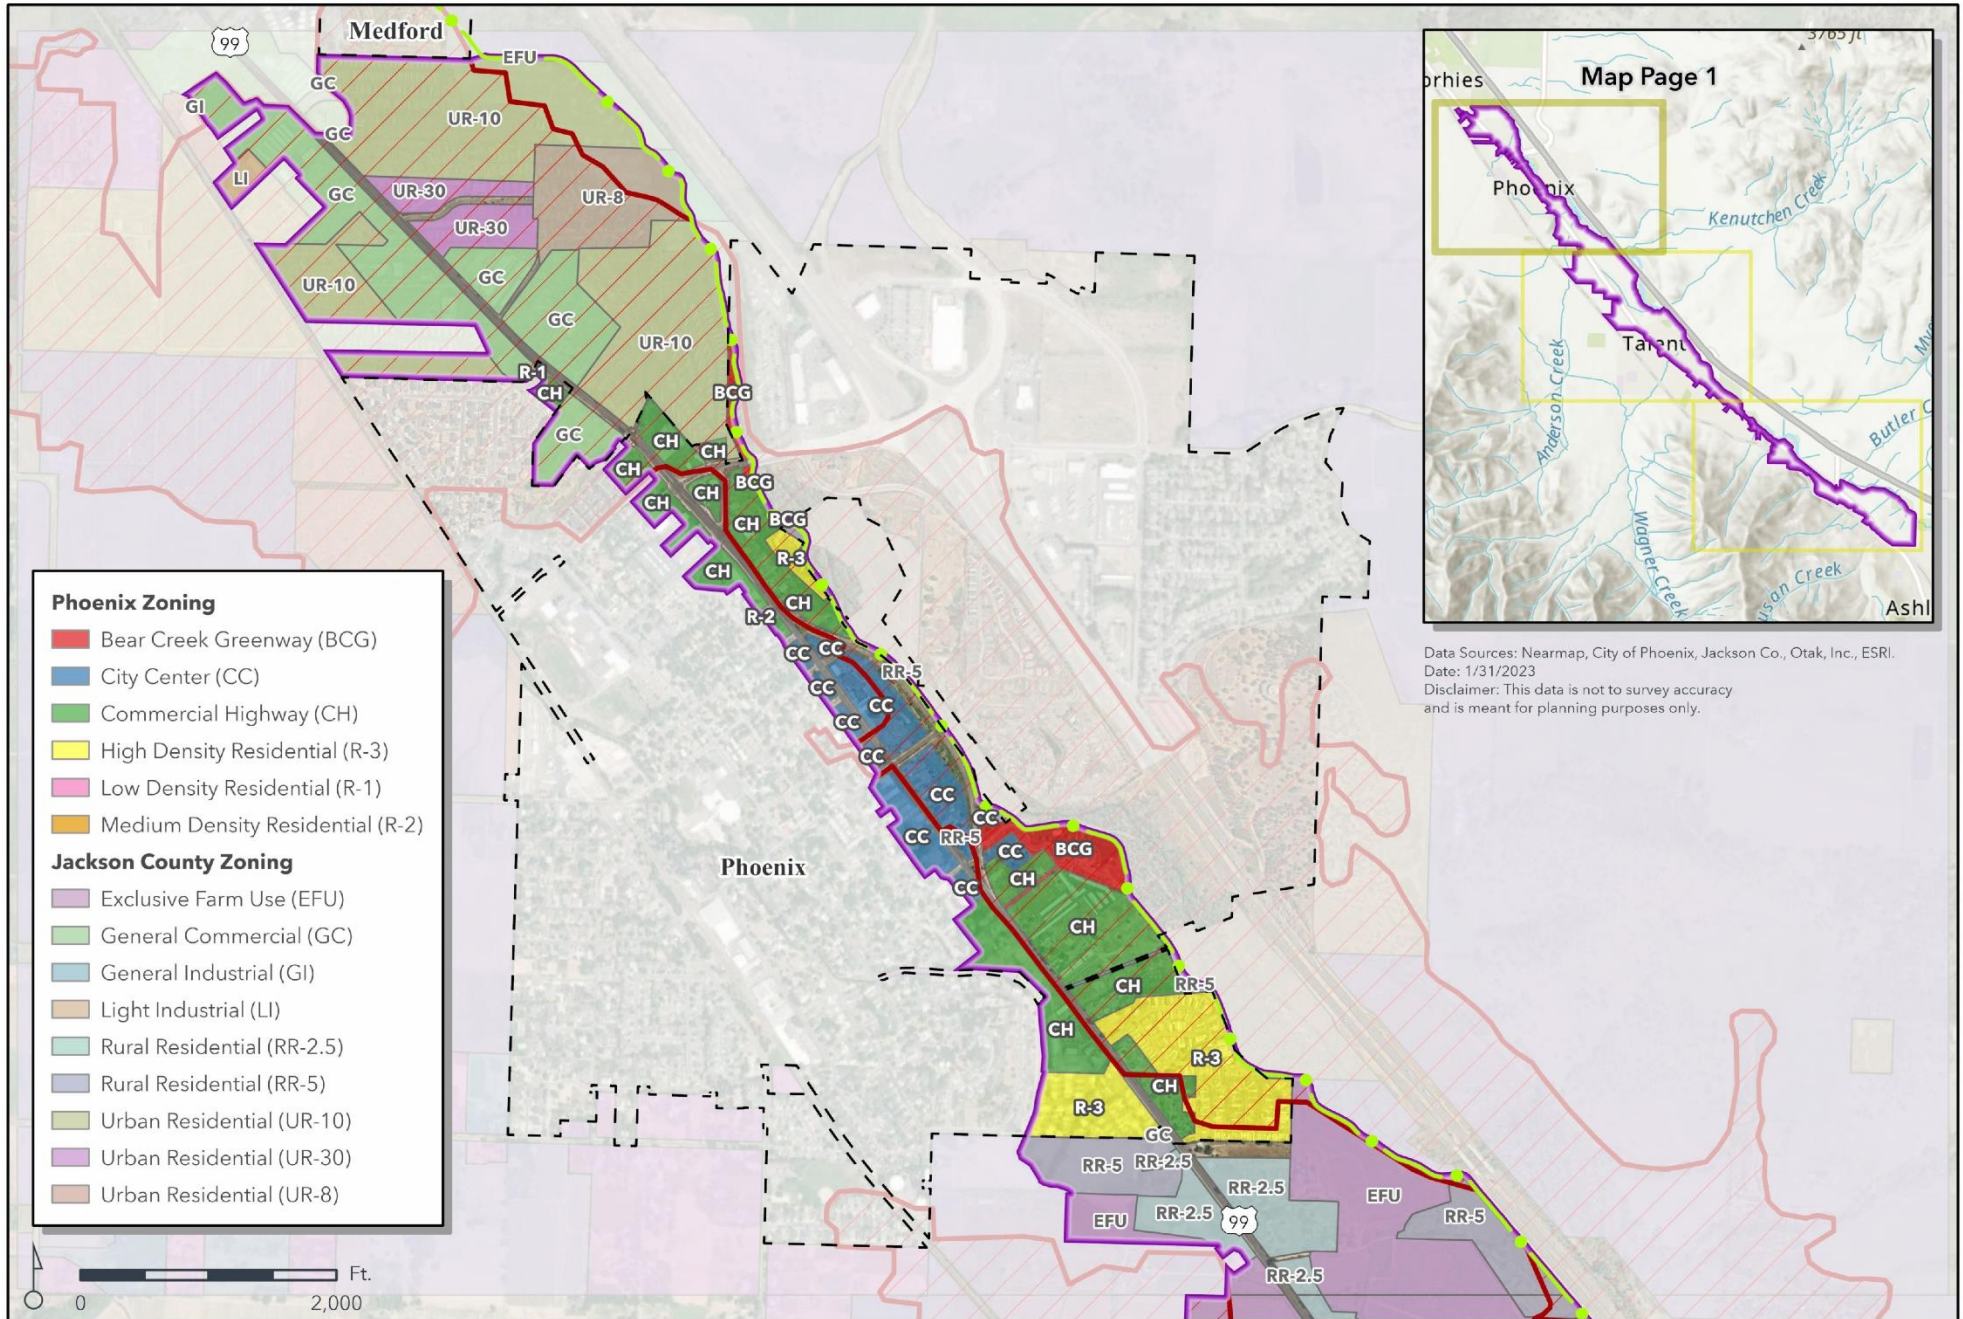 Medford
99
EFU
GC
GI
UR-10
GC
LI
GC
UR-30
UR-8
UR-30
GC
UR-10
GC
UR-10
R-1
CH
BCG
GC
CH
CH
CH
BCG
CH
CH
CH
BCG
R-3
CH
CH
R-2
CC
CC
RR-5
CC
CC
CC
CC
CC
CC
CC
RR-5
CC
BCG
CH
CC
Phoenix
CH
CH
RR-5
CH
R-3
CH
R-3
GC
RR-5
RR-2.5
RR-2.5
EFU
EFU
RR-2.5
RR-5
99
RR-2.5
Phoenix Zoning
Bear Creek Greenway (BCG)
City Center (CC)
Commercial Highway (CH)
High Density Residential (R-3)
Low Density Residential (R-1)
Medium Density Residential (R-2)
Jackson County Zoning
Exclusive Farm Use (EFU)
General Commercial (GC)
General Industrial (GI)
Light Industrial (LI)
Rural Residential (RR-2.5)
Rural Residential (RR-5)
Urban Residential (UR-10)
Urban Residential (UR-30)
Urban Residential (UR-8)
Ft.
0 2,000
3765 ft
Map Page 1
orhies
Phoenix
Kenutchen Creek
Talent
Anderson Creek
Butler C
Wagner Creek
usan Creek
Ashl
Data Sources: Nearmap, City of Phoenix, Jackson Co., Otak, Inc., ESRI.
Date: 1/31/2023
Disclaimer: This data is not to survey accuracy
and is meant for planning purposes only.